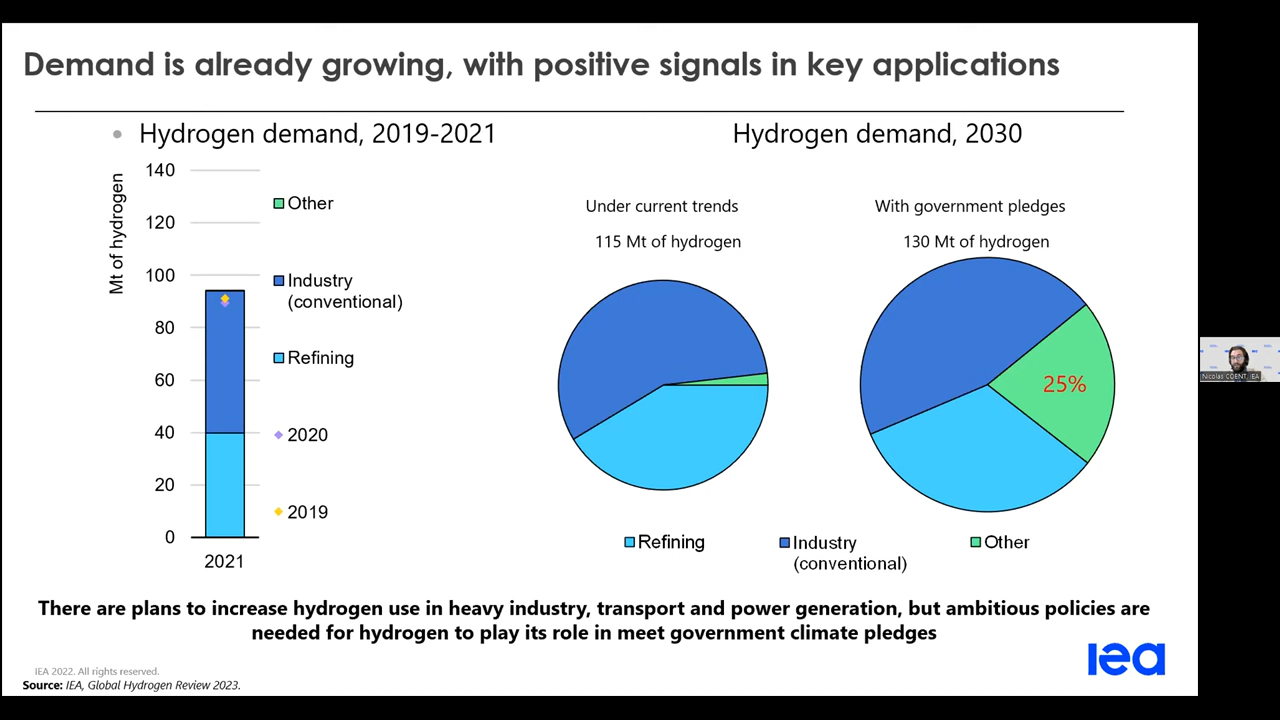 Demand is already growing, with positive signals in key applications
Hydrogen demand, 2019-2021
Mt of hydrogen
140
120
100
80
60
40
20
0
2021
Other
Industry
(conventional)
Refining
2020
2019
Hydrogen demand, 2030
Under current trends
115 Mt of hydrogen
With government pledges
130 Mt of hydrogen
25%
Refining
Industry
(conventional)
Other
There are plans to increase hydrogen use in heavy industry, transport and power generation, but ambitious policies are
needed for hydrogen to play its role in meet government climate pledges
IEA 2022. All rights reserved.
Source: IEA, Global Hydrogen Review 2023.
iea